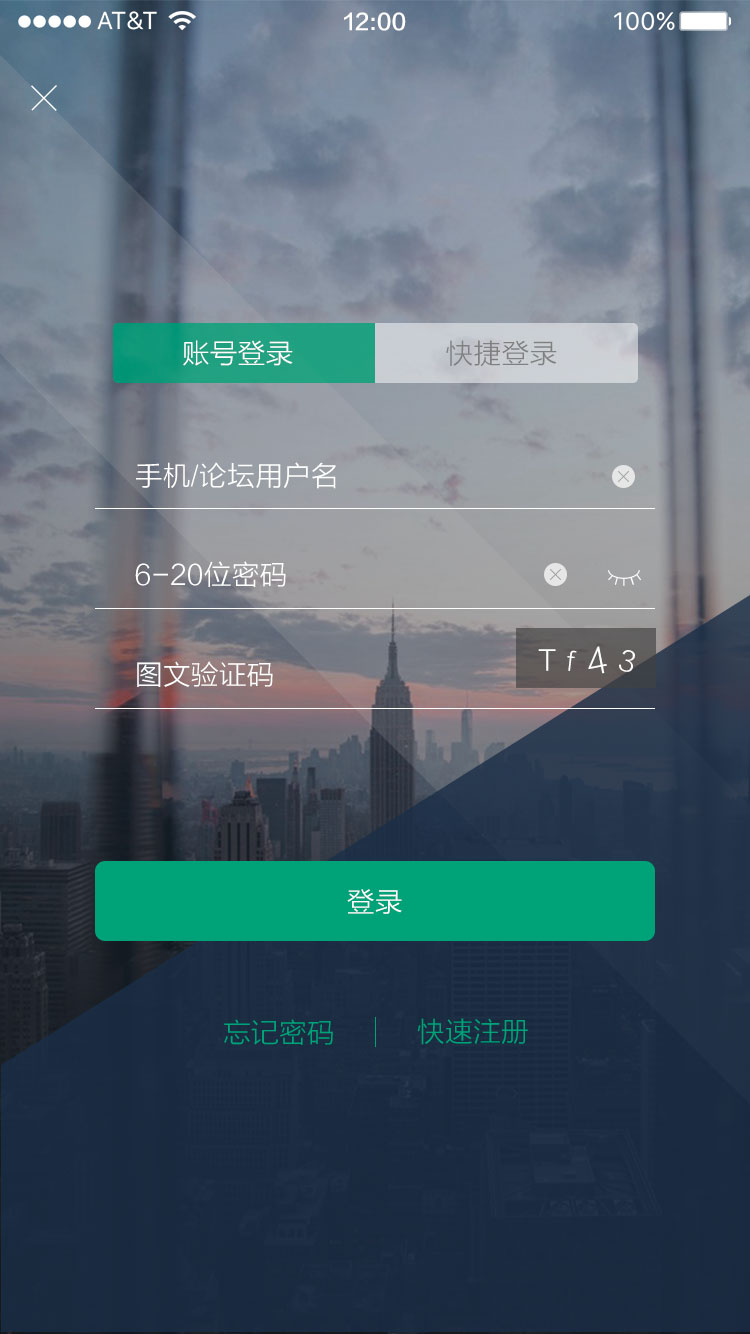 AT&T 12:00 100%
账号登录 快捷登录
手机/论坛用户名
6-20位密码
图文验证码 Tf43
登录
忘记密码 快速注册